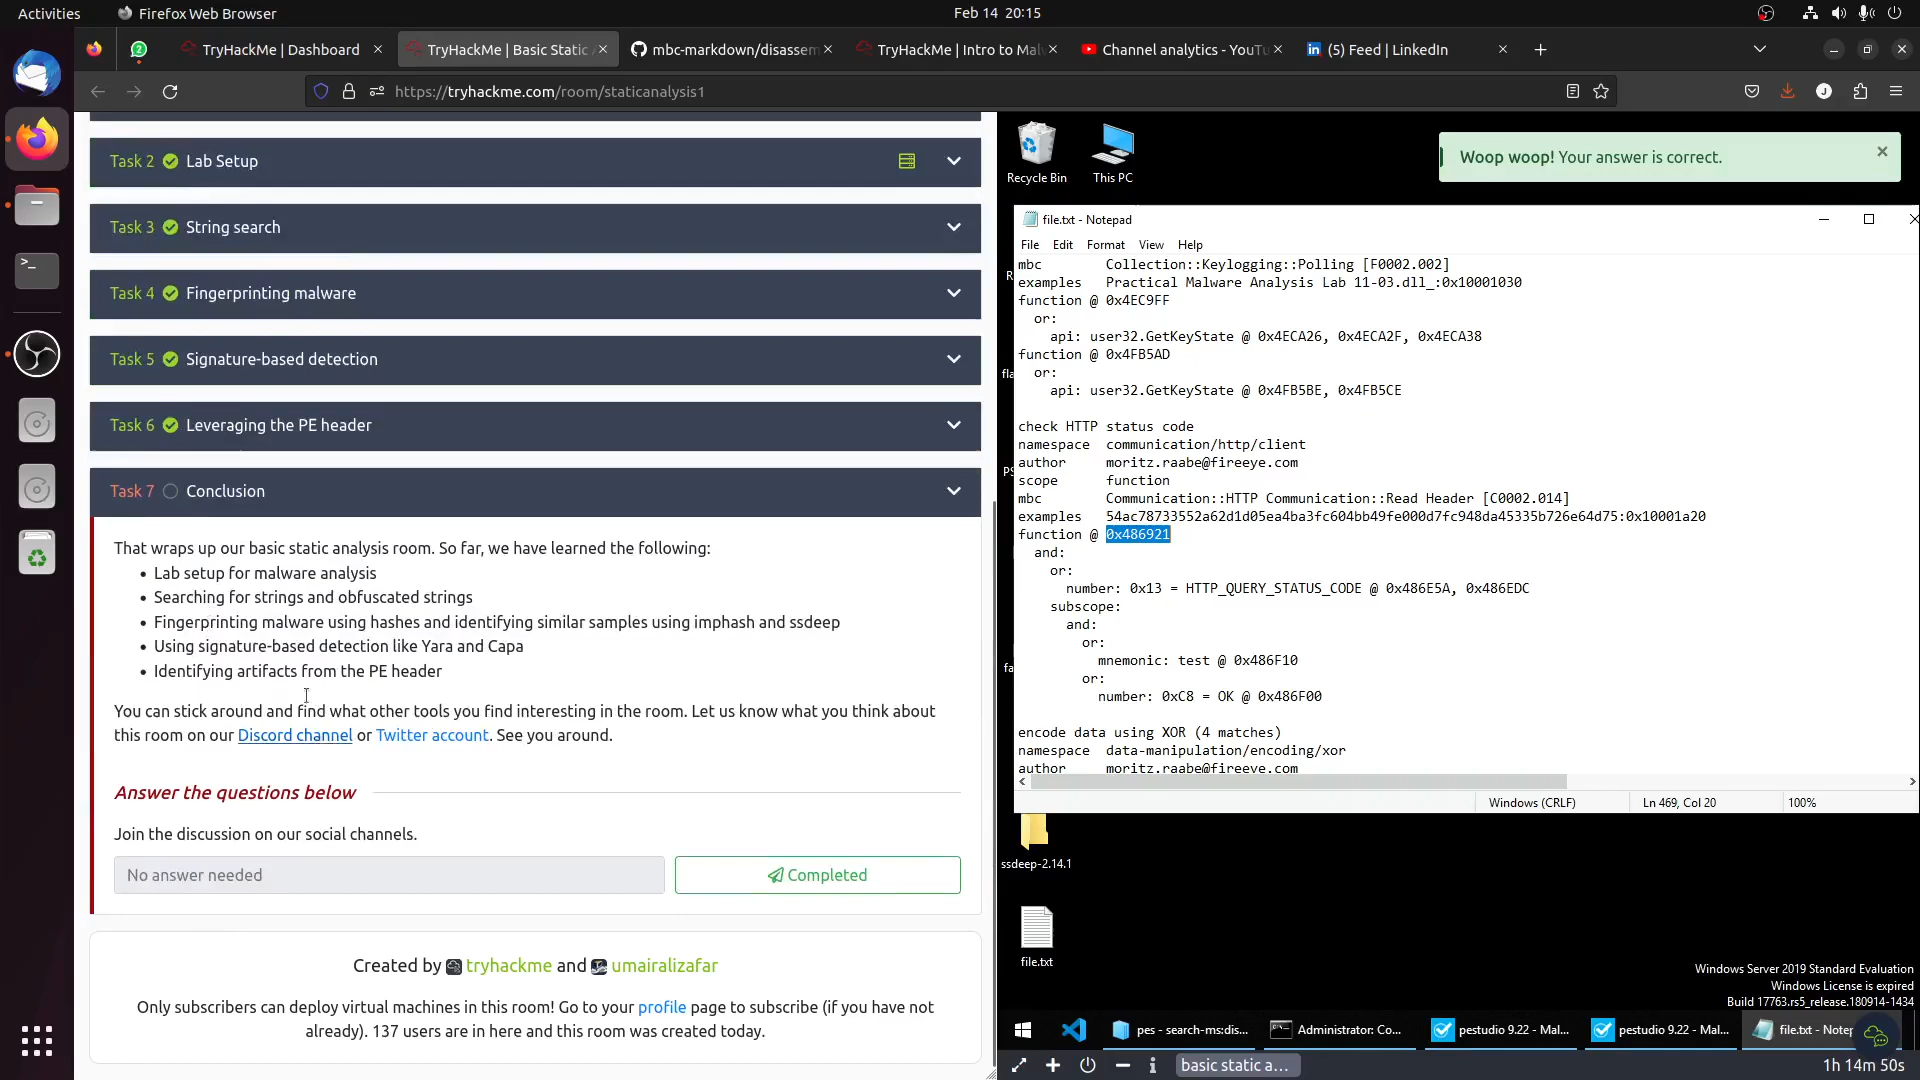 Activities
Firefox Web Browser
Feb 14 20:15
2
TryHackMe | Dashboard
TryHackMe | Basic Static
mbc-markdown/disassem
TryHackMe | Intro to Mal
Channel analytics - YouTu
(5) Feed | LinkedIn
https://tryhackme.com/room/staticanalysis1
J
Task 2 Lab Setup
Task 3 String search
Task 4 Fingerprinting malware
Task 5 Signature-based detection
Task 6 Leveraging the PE header
Task 7 Conclusion
That wraps up our basic static analysis room. So far, we have learned the following:
• Lab setup for malware analysis
• Searching for strings and obfuscated strings
• Fingerprinting malware using hashes and identifying similar samples using imphash and ssdeep
• Using signature-based detection like Yara and Capa
• Identifying artifacts from the PE header
You can stick around and find what other tools you find interesting in the room. Let us know what you think about
this room on our Discord channel or Twitter account. See you around.
Answer the questions below
Join the discussion on our social channels.
No answer needed
Completed
Created by tryhackme and umairalizafar
Only subscribers can deploy virtual machines in this room! Go to your profile page to subscribe (if you have not
already). 137 users are in here and this room was created today.
Recycle Bin
This PC
Woop woop! Your answer is correct.
file.txt - Notepad
File Edit Format View Help
mbc Collection::Keylogging::Polling [F0002.002]
examples Practical Malware Analysis Lab 11-03.dll_:0x10001030
function @ 0x4EC9FF
or:
api: user32.GetKeyState @ 0x4ECA26, 0x4ECA2F, 0x4ECA38
function @ 0x4FB5AD
or:
api: user32.GetKeyState @ 0x4FB5BE, 0x4FB5CE
check HTTP status code
namespace communication/http/client
author moritz.raabe@fireeye.com
scope function
mbc Communication::HTTP Communication::Read Header [C0002.014]
examples 54ac78733552a62d1d05ea4ba3fc604bb49fe000d7fc948da45335b726e64d75:0x10001a20
function @ 0x486921
and:
or:
number: 0x13 = HTTP_QUERY_STATUS_CODE @ 0x486E5A, 0x486EDC
subscope:
and:
or:
mnemonic: test @ 0x486F10
or:
number: 0xC8 = OK @ 0x486F00
encode data using XOR (4 matches)
namespace data-manipulation/encoding/xor
author moritz.raabe@fireeye.com
Windows (CRLF)
Ln 469, Col 20
100%
ssdeep-2.14.1
file.txt
Windows Server 2019 Standard Evaluation
Windows License is expired
Build 17763.rs5_release.180914-1434
pes - search-ms:dis...
Administrator: Co...
pestudio 9.22 - Mal...
pestudio 9.22 - Mal...
file.txt - Notep
basic static a...
1h 14m 50s